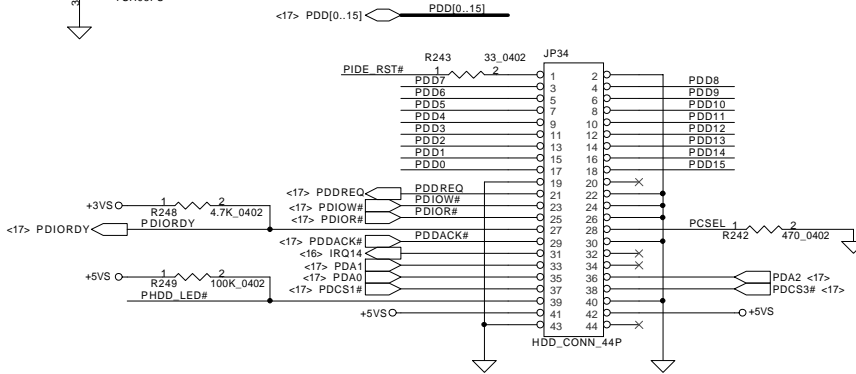 <17> PDD[0..15] PDD[0..15]
JP34
R243 33_0402
PIDE_RST# 1 2 1 2
PDD7 3 4 PDD8
PDD6 5 6 PDD9
PDD5 7 8 PDD10
PDD4 9 10 PDD11
PDD3 11 12 PDD12
PDD2 13 14 PDD13
PDD1 15 16 PDD14
PDD0 17 18 PDD15
19 20
<17> PDDREQ PDDREQ 21 22
+3VS 1 2 <17> PDIOW# PDIOW# 23 24
R248 4.7K_0402 <17> PDIOR# PDIOR# 25 26
<17> PDIORDY PDIORDY 27 28 PCSEL 1 2
R242 470_0402
<17> PDDACK# PDDACK# 29 30
<16> IRQ14 31 32
<17> PDA1 33 34
+5VS 1 2 <17> PDA0 35 36 PDA2 <17>
R249 100K_0402 <17> PDCS1# 37 38 PDCS3# <17>
PHDD_LED# 39 40
+5VS 41 42 +5VS
43 44
HDD_CONN_44P